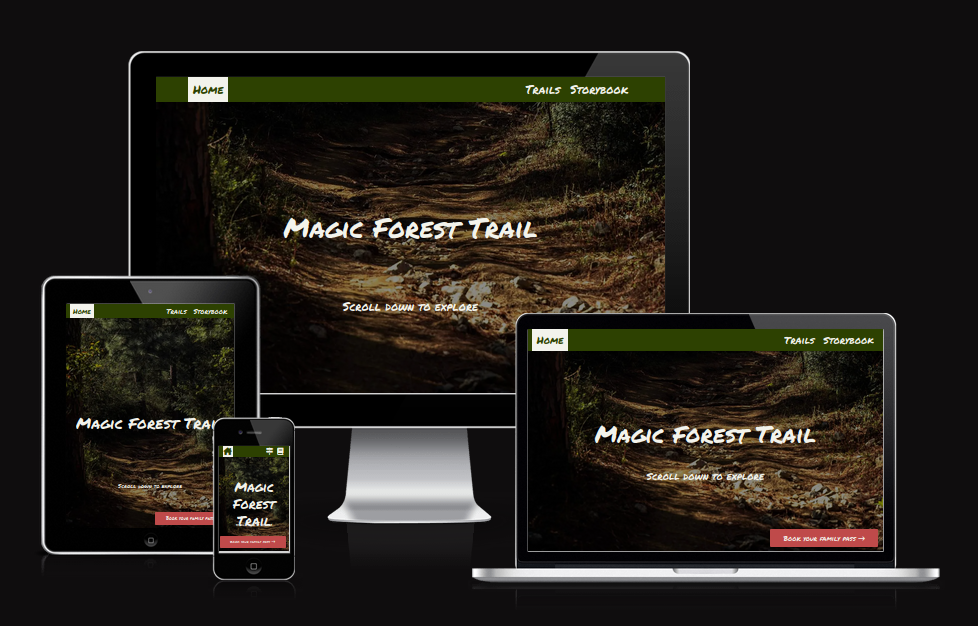 Home
Trails Storybook
Magic Forest Trail
Scroll down to explore
Home
Trails Storybook
Magic Forest Trai
Scroll down to explore
Book your family pass
Magic
Forest
Trail
Book your family pass →
Home
Trails Storybook
Magic Forest Trail
Scroll down to explore
Book your family pass →